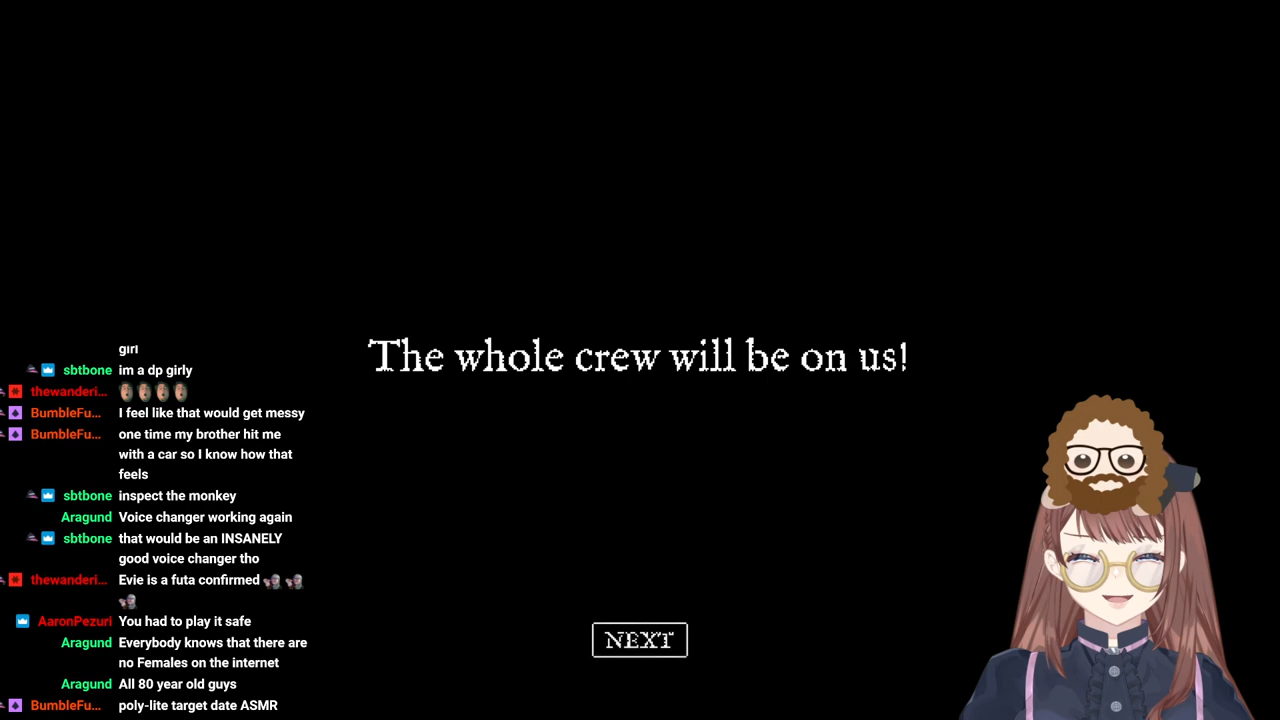 girl
sbtbone im a dp girly
thewanderi...
BumbleFu... I feel like that would get messy
BumbleFu... one time my brother hit me
with a car so I know how that
feels
sbtbone inspect the monkey
Aragund Voice changer working again
sbtbone that would be an INSANELY
good voice changer tho
thewanderi... Evie is a futa confirmed
AaronPezuri You had to play it safe
Aragund Everybody knows that there are
no Females on the internet
Aragund All 80 year old guys
BumbleFu... poly-lite target date ASMR
The whole crew will be on us!
NEXT